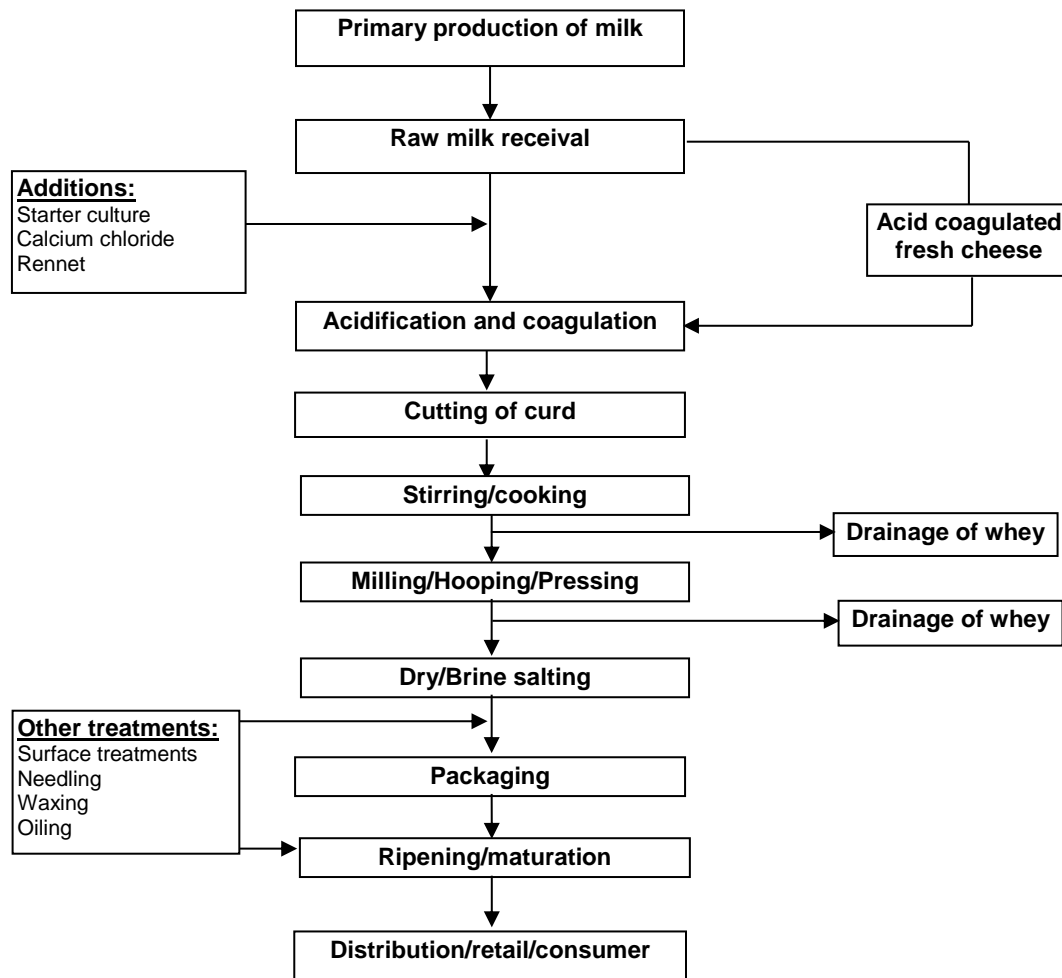 Primary production of milk
Raw milk receival
Additions:
Starter culture
Calcium chloride
Rennet
Acid coagulated
fresh cheese
Acidification and coagulation
Cutting of curd
Stirring/cooking
Drainage of whey
Milling/Hooping/Pressing
Drainage of whey
Dry/Brine salting
Other treatments:
Surface treatments
Needling
Waxing
Oiling
Packaging
Ripening/maturation
Distribution/retail/consumer